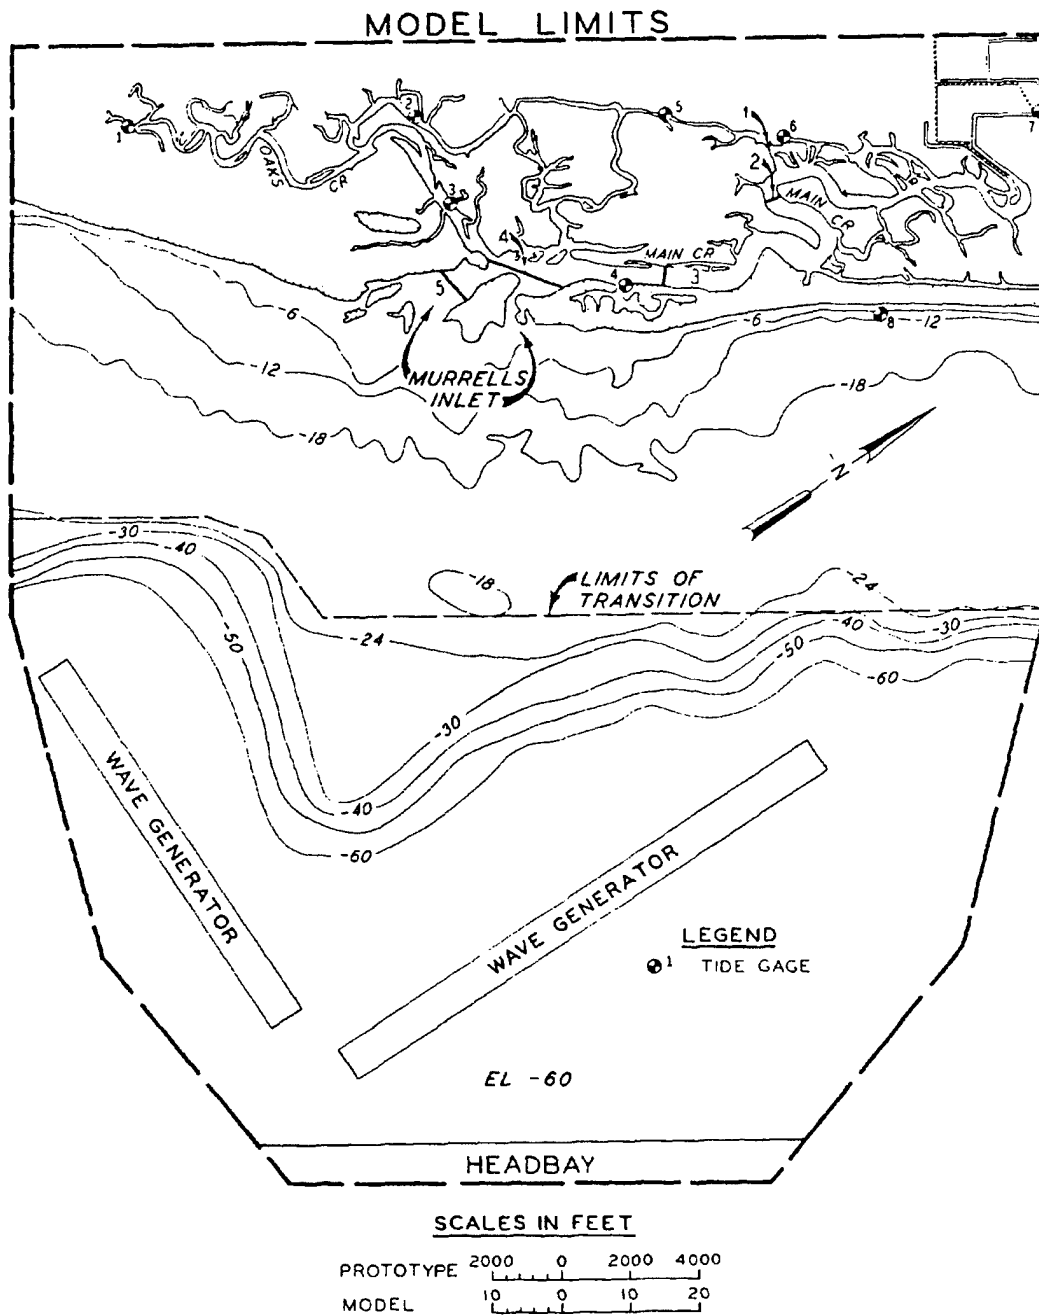 MODEL LIMITS
1
2
5
1
6
7
OAKS
CR
2
3
MAIN
CR
4
MAIN CR
3
4
5
3
-6
-6
8
-12
-12
MURRELLS
INLET
-18
-18
N
-30
-40
-18
LIMITS OF
TRANSITION
-24
-50
-24
-40
-30
-50
-60
-30
-40
-60
WAVE GENERATOR
WAVE GENERATOR
LEGEND
1 TIDE GAGE
EL -60
HEADBAY
SCALES IN FEET
PROTOTYPE 2000 0 2000 4000
MODEL 10 0 10 20